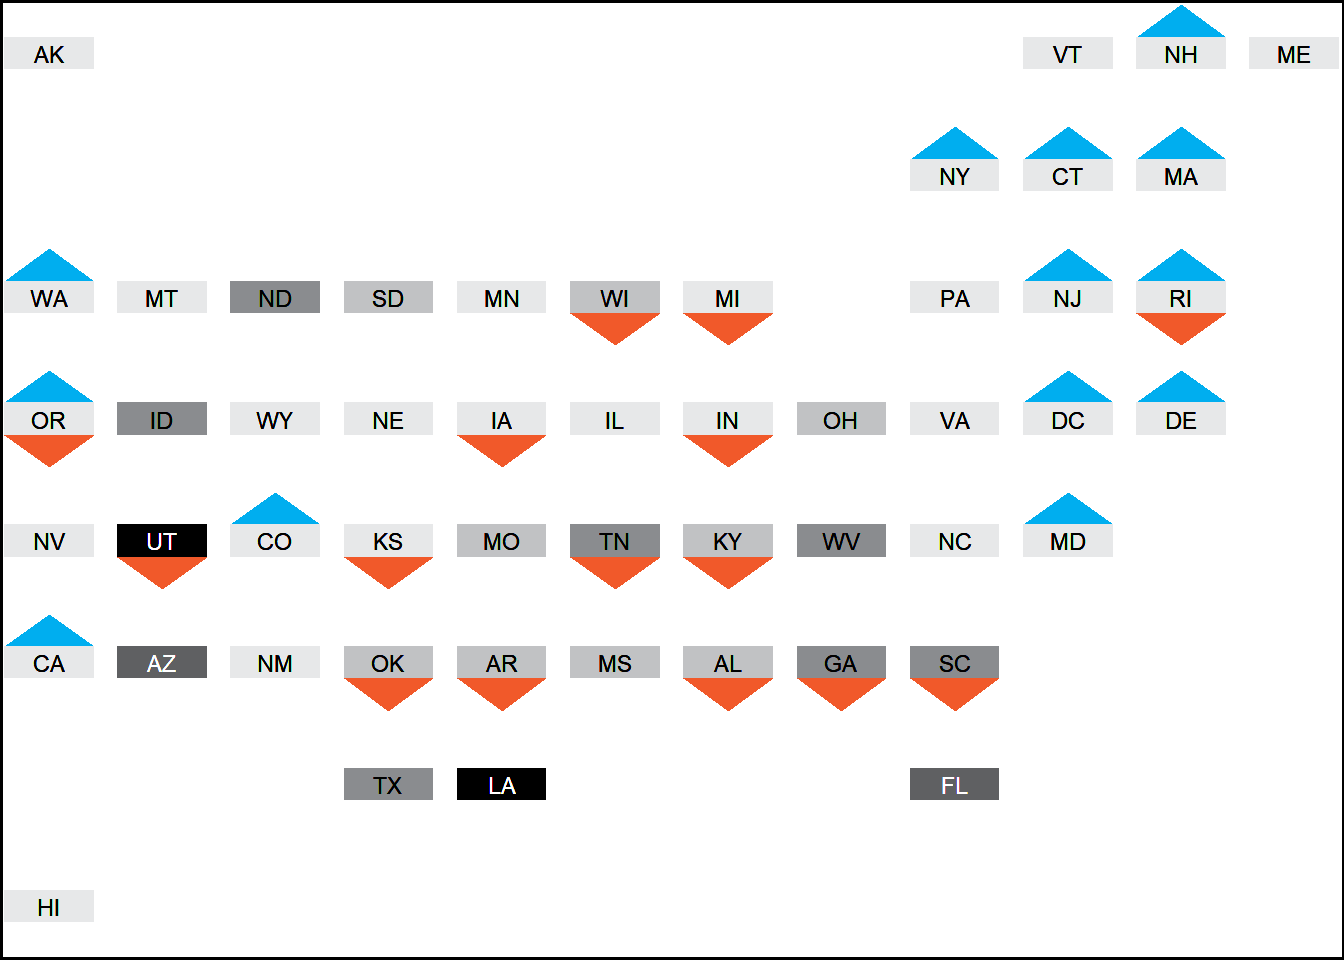 AK VT NH ME
NY CT MA
WA MT ND SD MN WI MI PA NJ RI
OR ID WY NE IA IL IN OH VA DC DE
NV UT CO KS MO TN KY WV NC MD
CA AZ NM OK AR MS AL GA SC
TX LA FL
HI